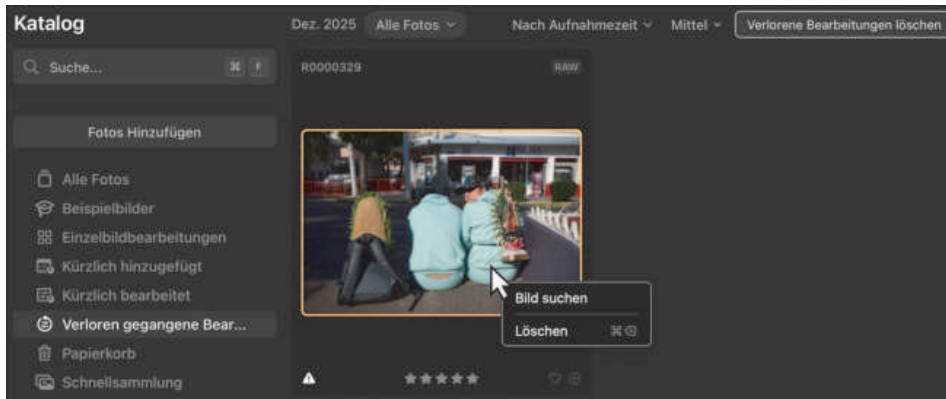 Katalog
Dez. 2025 Alle Fotos Nach Aufnahmezeit Mittel Verlorene Bearbeitungen löschen
Suche... ⌘ F
R0000329 RAW
Fotos Hinzufügen
Alle Fotos
Beispielbilder
Einzelbildbearbeitungen
Kürzlich hinzugefügt
Kürzlich bearbeitet
Verloren gegangene Bear...
Papierkorb
Schnellsammlung
Bild suchen
Löschen ⌘⌫